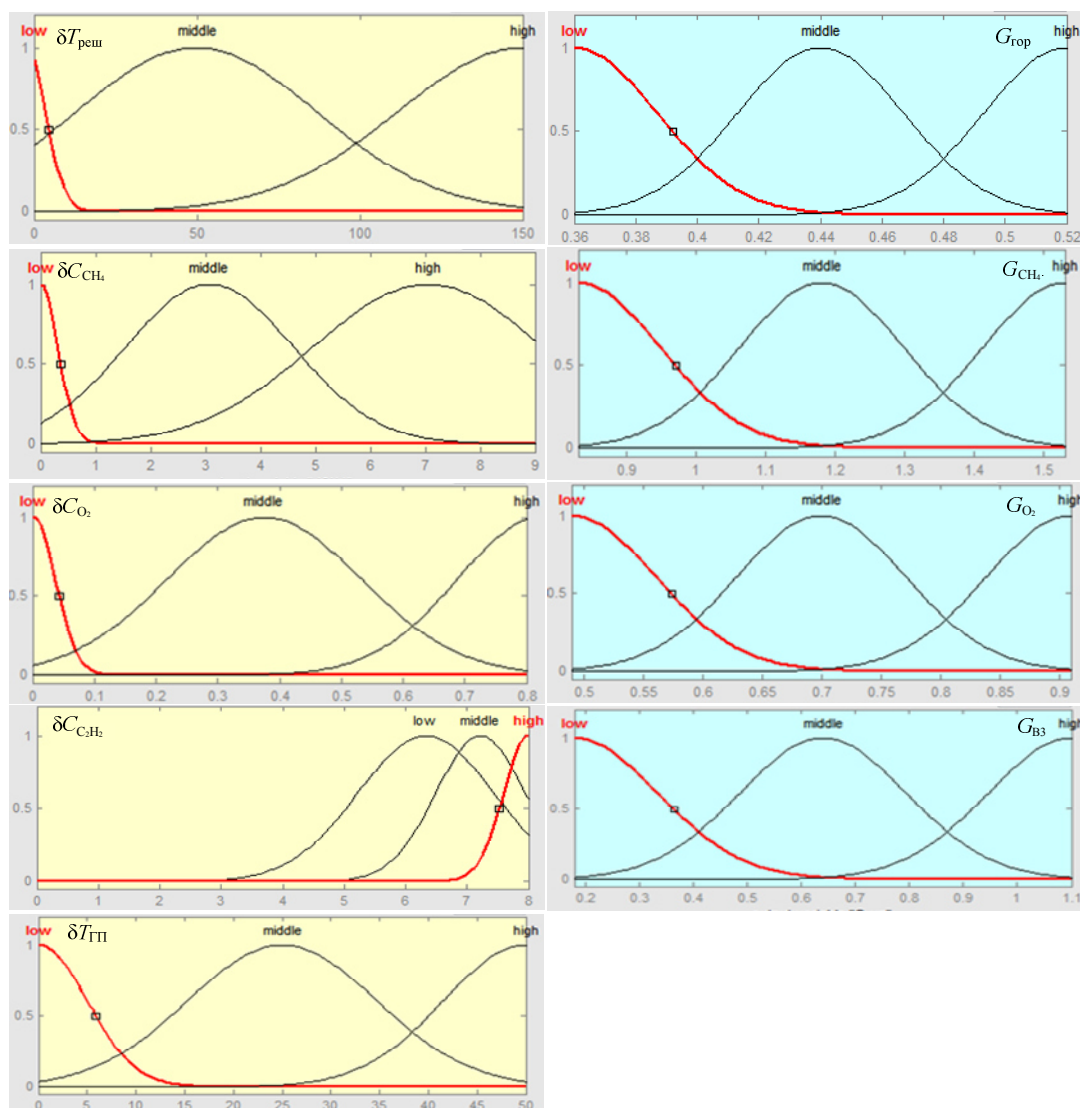 low δTреш middle high
1
0.5
0
0 50 100 150
low middle Gгор high
1
0.5
0
0.36 0.38 0.4 0.42 0.44 0.46 0.48 0.5 0.52
low δCCH₄ middle high
1
0.5
0
0 1 2 3 4 5 6 7 8 9
low middle GCH₄. high
1
0.5
0
0.9 1 1.1 1.2 1.3 1.4 1.5
low δCO₂ middle high
1
0.5
0
0 0.1 0.2 0.3 0.4 0.5 0.6 0.7 0.8
low middle GO₂ high
1
0.5
0
0.5 0.55 0.6 0.65 0.7 0.75 0.8 0.85 0.9
δCC₂H₂ low middle high
1
0.5
0
0 1 2 3 4 5 6 7 8
low middle GВЗ high
1
0.5
0
0.2 0.3 0.4 0.5 0.6 0.7 0.8 0.9 1 1.1
low δTГП middle high
1
0.5
0
0 5 10 15 20 25 30 35 40 45 50